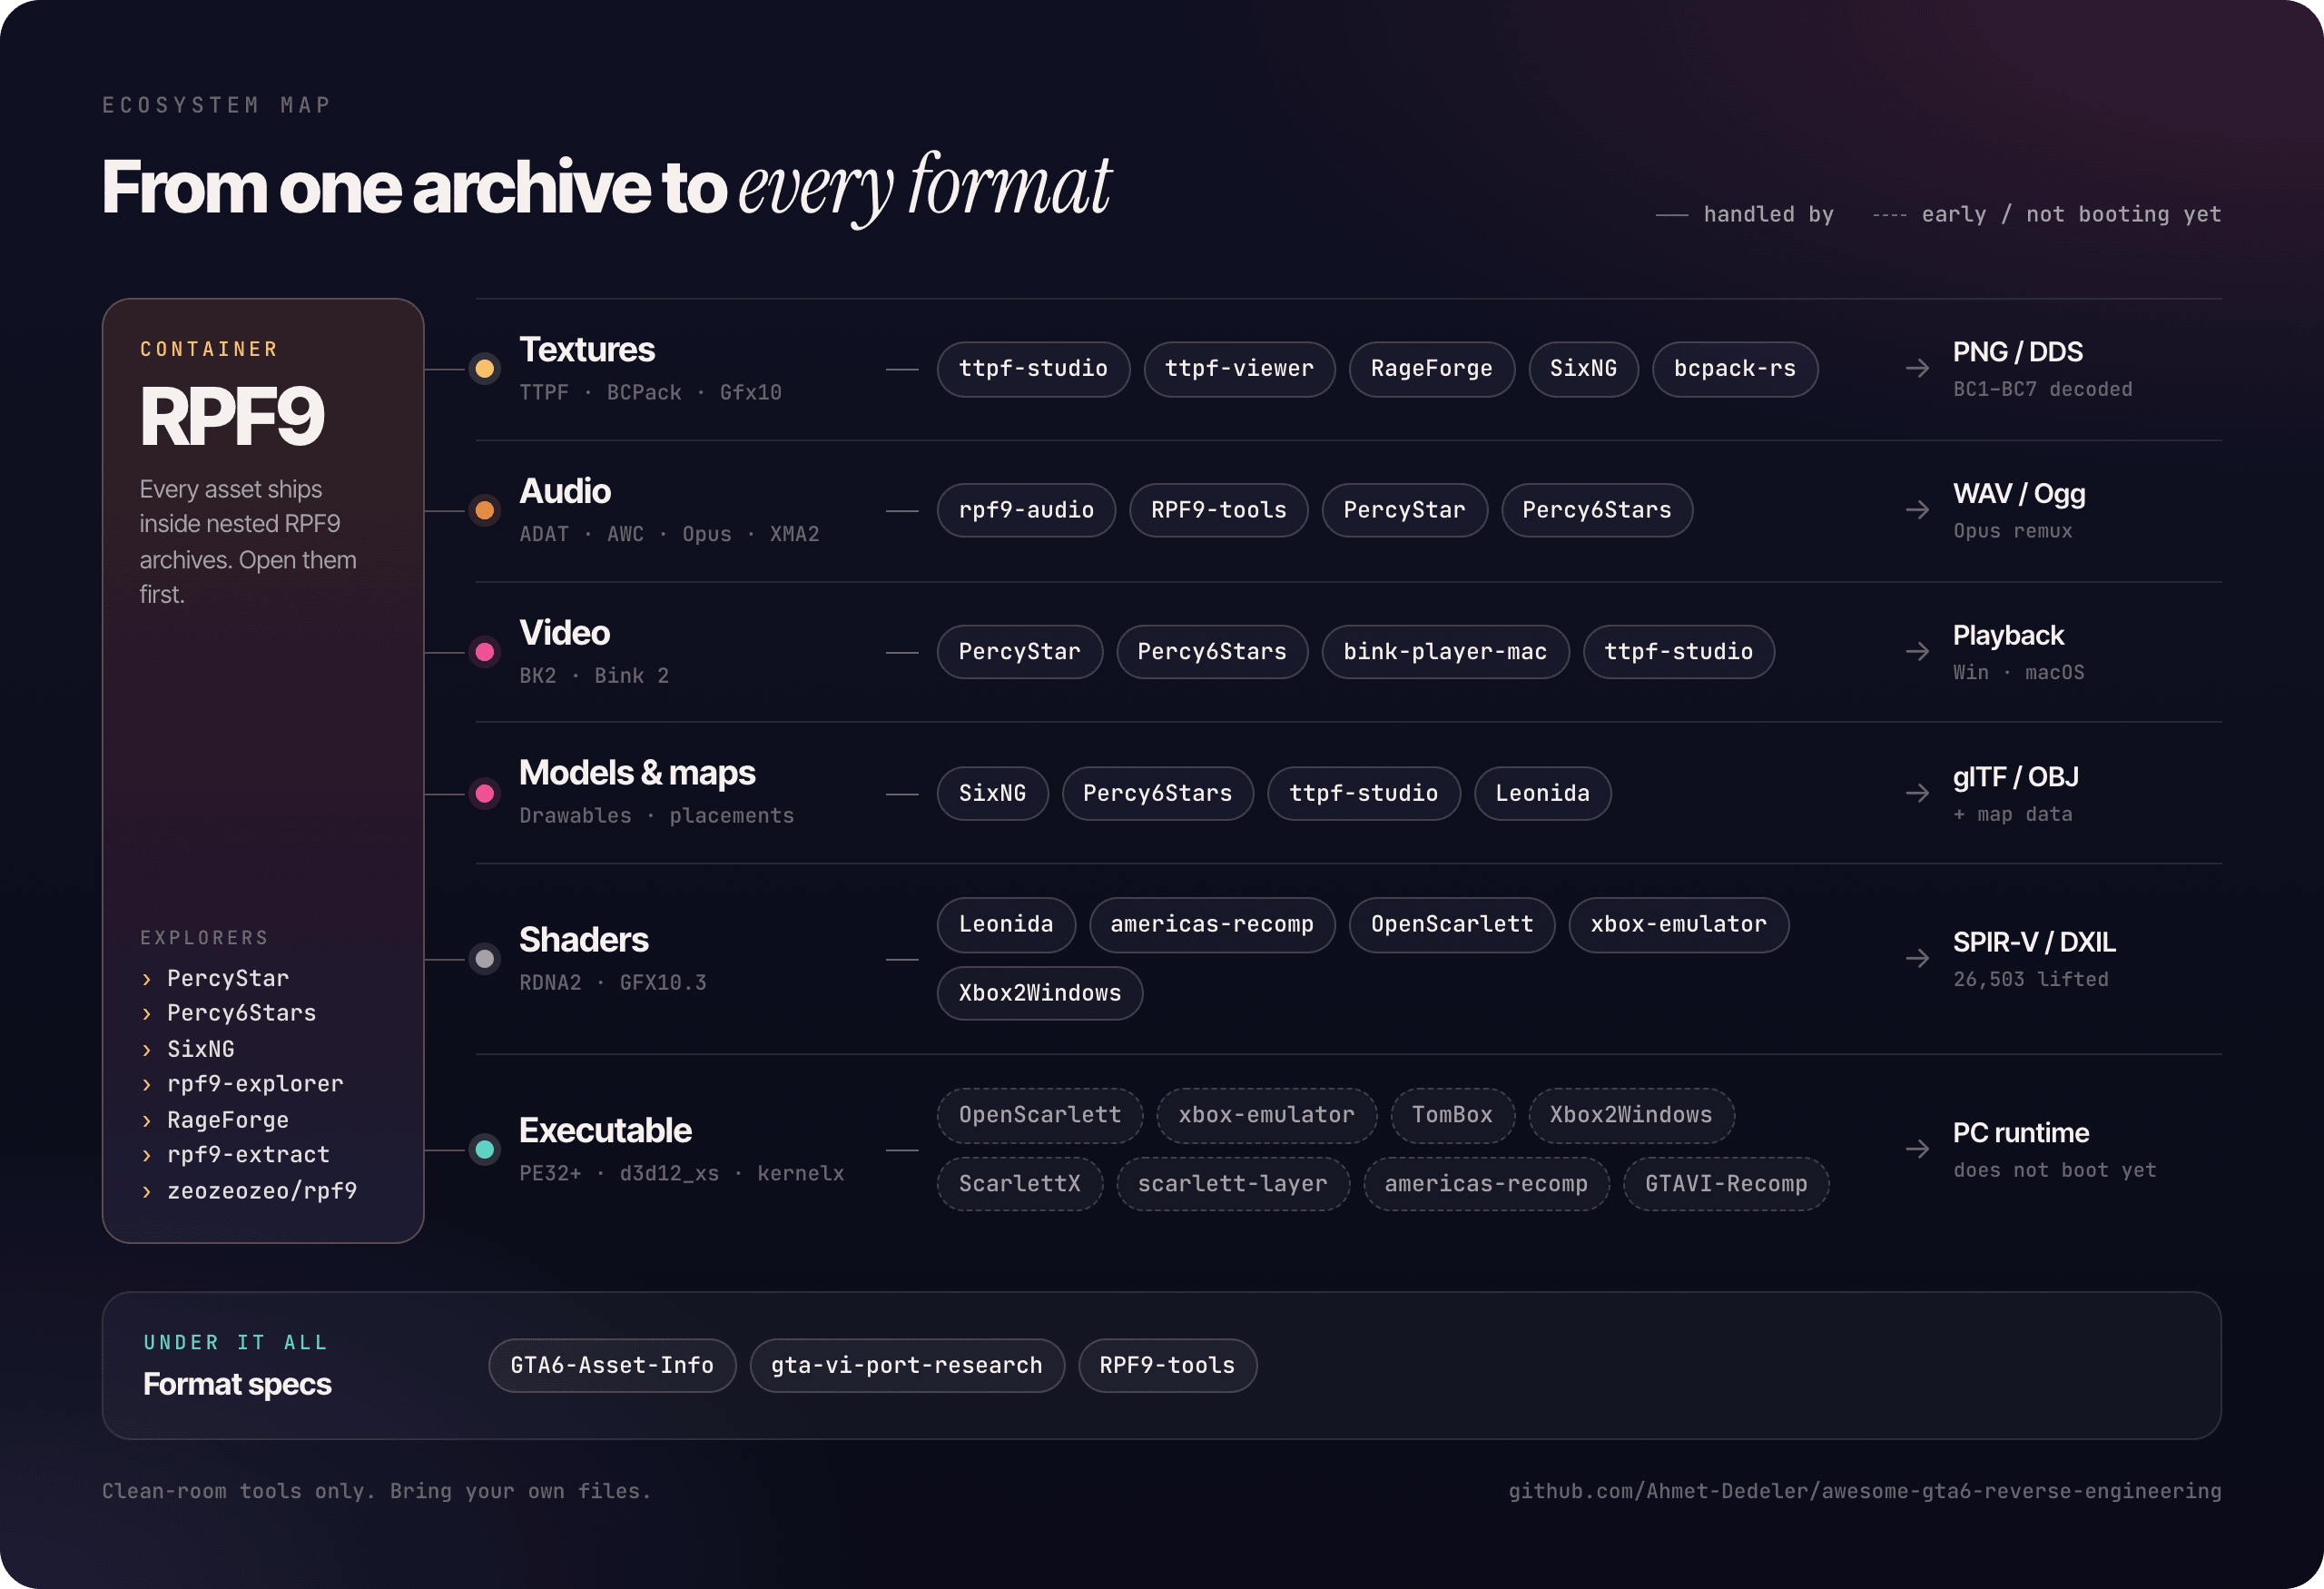 ECOSYSTEM MAP
From one archive to every format
handled by
early / not booting yet
CONTAINER
RPF9
Every asset ships
inside nested RPF9
archives. Open them
first.
EXPLORERS
› PercyStar
› Percy6Stars
› SixNG
› rpf9-explorer
› RageForge
› rpf9-extract
› zeozeozeo/rpf9
Textures
TTPF · BCPack · Gfx10
ttpf-studio ttpf-viewer RageForge SixNG bcpack-rs
→ PNG / DDS
BC1–BC7 decoded
Audio
ADAT · AWC · Opus · XMA2
rpf9-audio RPF9-tools PercyStar Percy6Stars
→ WAV / Ogg
Opus remux
Video
BK2 · Bink 2
PercyStar Percy6Stars bink-player-mac ttpf-studio
→ Playback
Win · macOS
Models & maps
Drawables · placements
SixNG Percy6Stars ttpf-studio Leonida
→ glTF / OBJ
+ map data
Shaders
RDNA2 · GFX10.3
Leonida americas-recomp OpenScarlett xbox-emulator
Xbox2Windows
→ SPIR-V / DXIL
26,503 lifted
Executable
PE32+ · d3d12_xs · kernelx
OpenScarlett xbox-emulator TomBox Xbox2Windows
ScarlettX scarlett-layer americas-recomp GTAVI-Recomp
→ PC runtime
does not boot yet
UNDER IT ALL
Format specs
GTA6-Asset-Info gta-vi-port-research RPF9-tools
Clean-room tools only. Bring your own files.
github.com/Ahmet-Dedeler/awesome-gta6-reverse-engineering